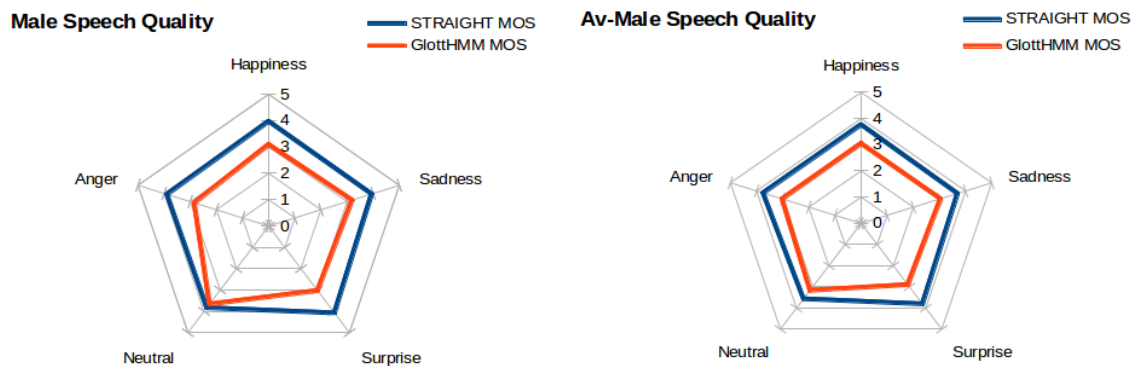 Male Speech Quality
STRAIGHT MOS
GlottHMM MOS
Happiness
5
4
3
2
1
0
Anger
Sadness
Neutral
Surprise
Av-Male Speech Quality
STRAIGHT MOS
GlottHMM MOS
Happiness
5
4
3
2
1
0
Anger
Sadness
Neutral
Surprise